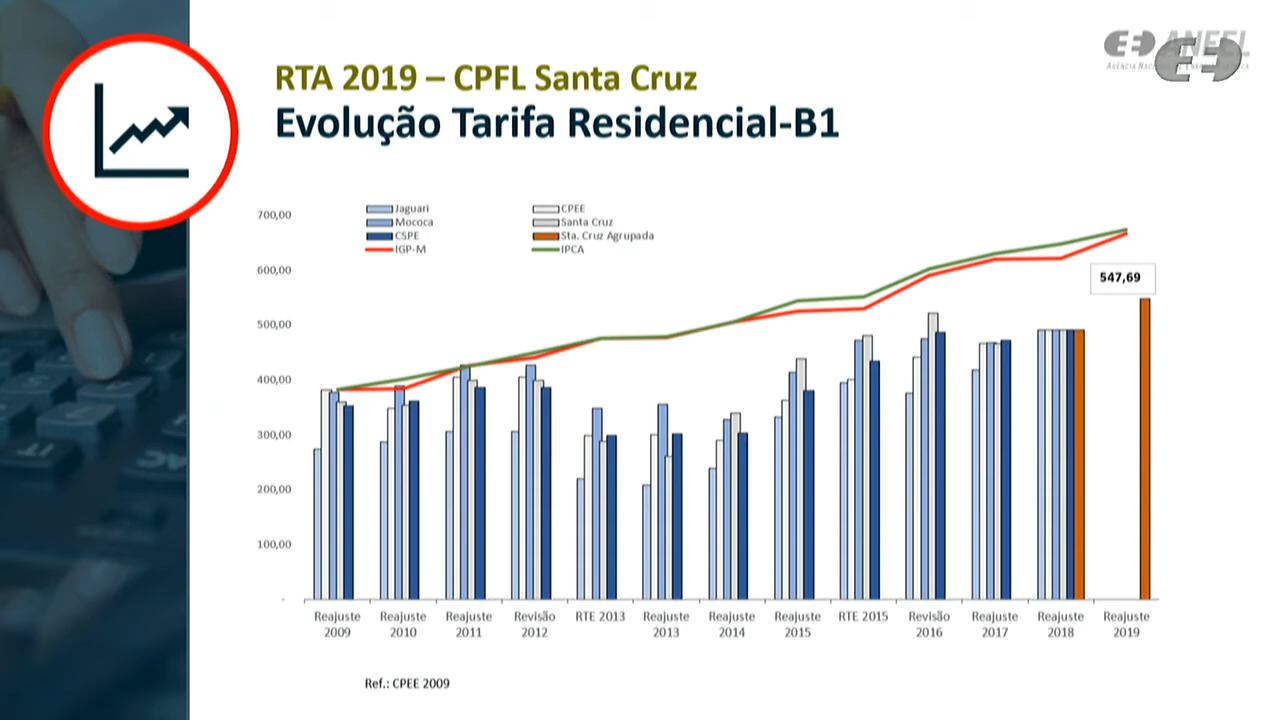 RTA 2019 – CPFL Santa Cruz
Evolução Tarifa Residencial-B1
ANEEL
Jaguari
CPEE
Mococa
Santa Cruz
CSPE
Sta. Cruz Agrupada
IGP-M
IPCA
700,00
600,00
500,00
400,00
300,00
200,00
100,00
-
547,69
Reajuste 2009
Reajuste 2010
Reajuste 2011
Revisão 2012
RTE 2013
Reajuste 2013
Reajuste 2014
Reajuste 2015
RTE 2015
Revisão 2016
Reajuste 2017
Reajuste 2018
Reajuste 2019
Ref.: CPEE 2009